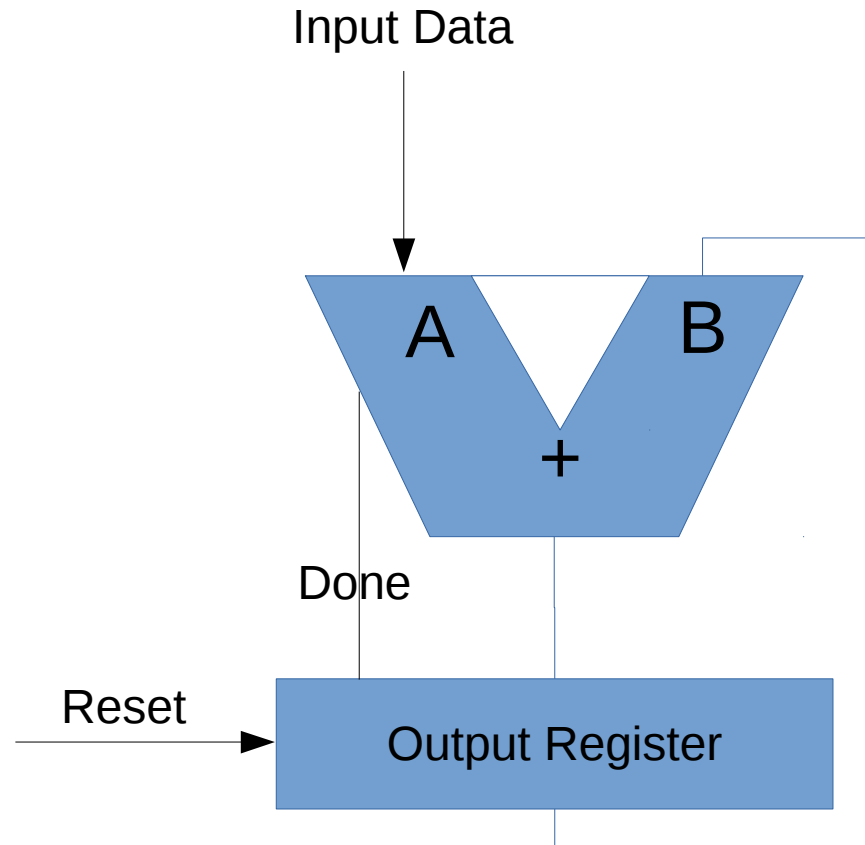 Input Data
A
B
+
Done
Reset
Output Register